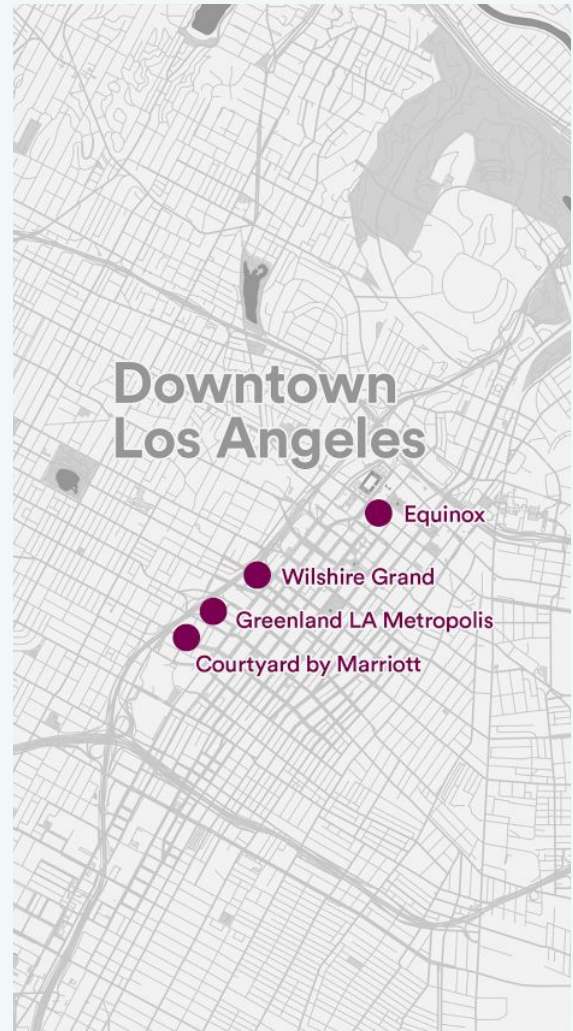 Downtown
Los Angeles
Equinox
Wilshire Grand
Greenland LA Metropolis
Courtyard by Marriott